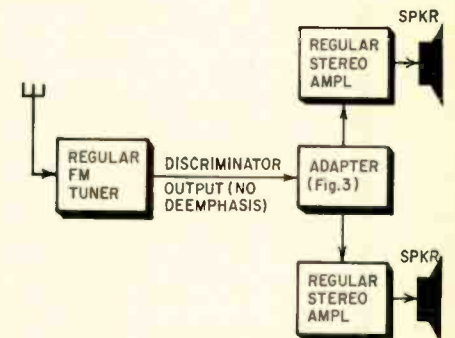 SPKR
REGULAR
STEREO
AMPL
REGULAR
FM
TUNER
DISCRIMINATOR
OUTPUT (NO
DEEMPHASIS)
ADAPTER
(Fig.3)
SPKR
REGULAR
STEREO
AMPL